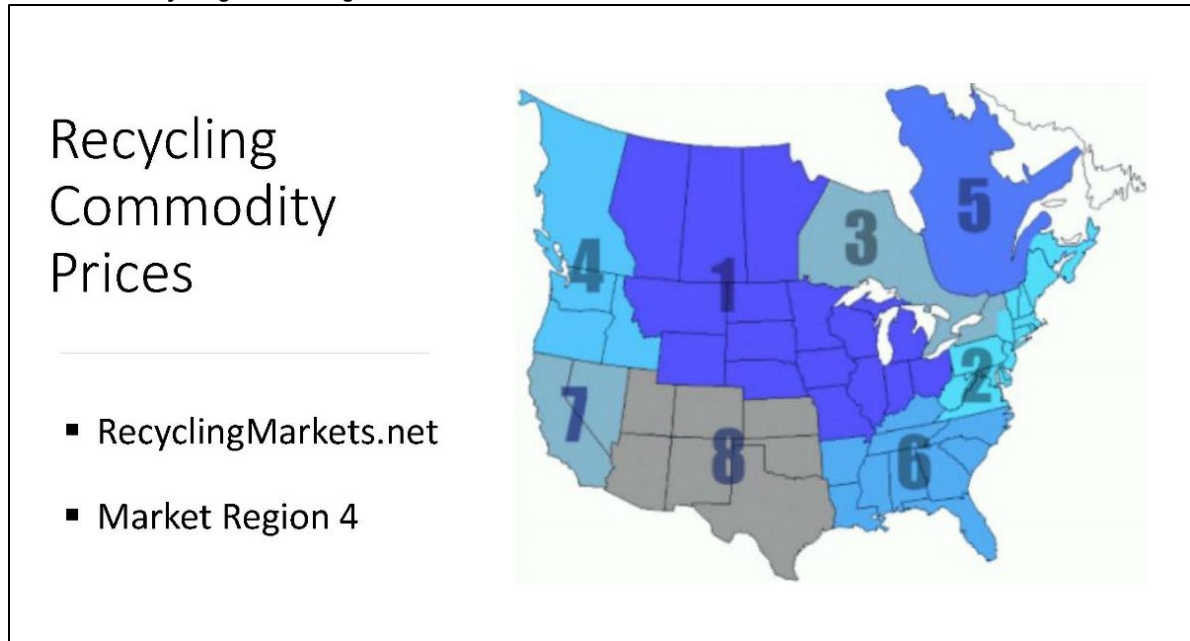 Recycling
Commodity
Prices
▪ RecyclingMarkets.net
▪ Market Region 4
4
1
3
5
7
8
2
6